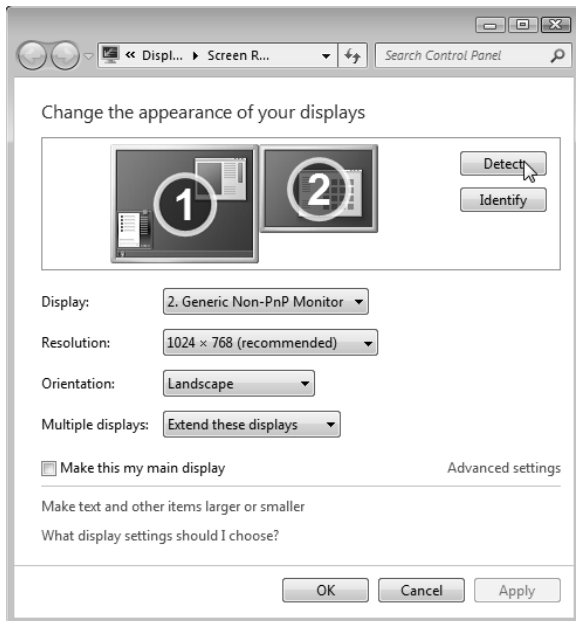 « Displ... ▸ Screen R...
Search Control Panel
Change the appearance of your displays
1
2
Detect
Identify
Display:
2. Generic Non-PnP Monitor
Resolution:
1024 × 768 (recommended)
Orientation:
Landscape
Multiple displays:
Extend these displays
Make this my main display
Advanced settings
Make text and other items larger or smaller
What display settings should I choose?
OK
Cancel
Apply